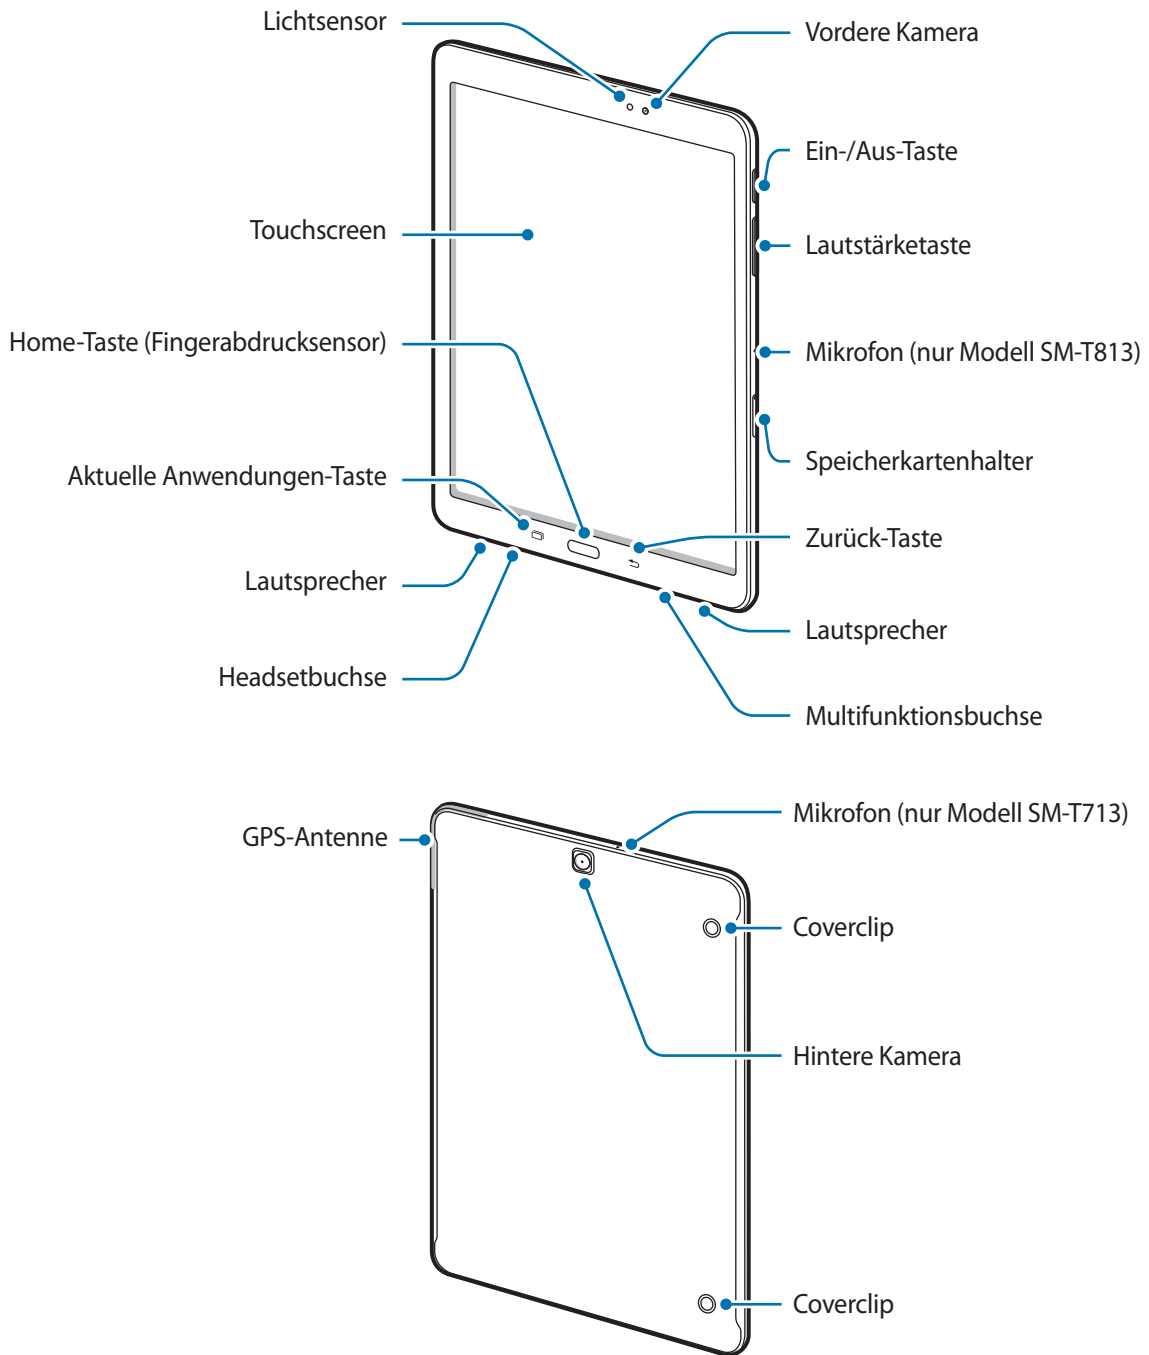 Lichtsensor
Vordere Kamera
Ein-/Aus-Taste
Touchscreen
Lautstärketaste
Home-Taste (Fingerabdrucksensor)
Mikrofon (nur Modell SM-T813)
Speicherkartenhalter
Aktuelle Anwendungen-Taste
Zurück-Taste
Lautsprecher
Lautsprecher
Headsetbuchse
Multifunktionsbuchse
Mikrofon (nur Modell SM-T713)
GPS-Antenne
Coverclip
Hintere Kamera
Coverclip